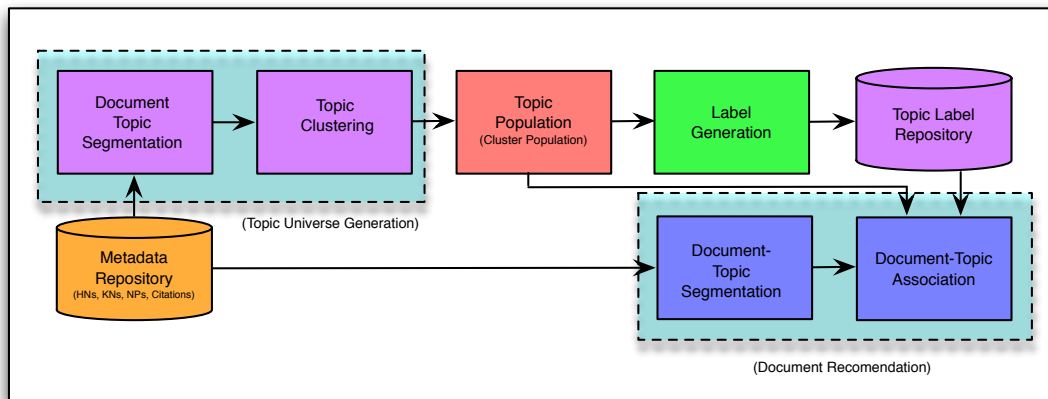 Document
Topic
Segmentation
Topic
Clustering
Topic
Population
(Cluster Population)
Label
Generation
Topic Label
Repository
(Topic Universe Generation)
Metadata
Repository
(HNs, KNs, NPs, Citations)
Document-
Topic
Segmentation
Document-Topic
Association
(Document Recomendation)